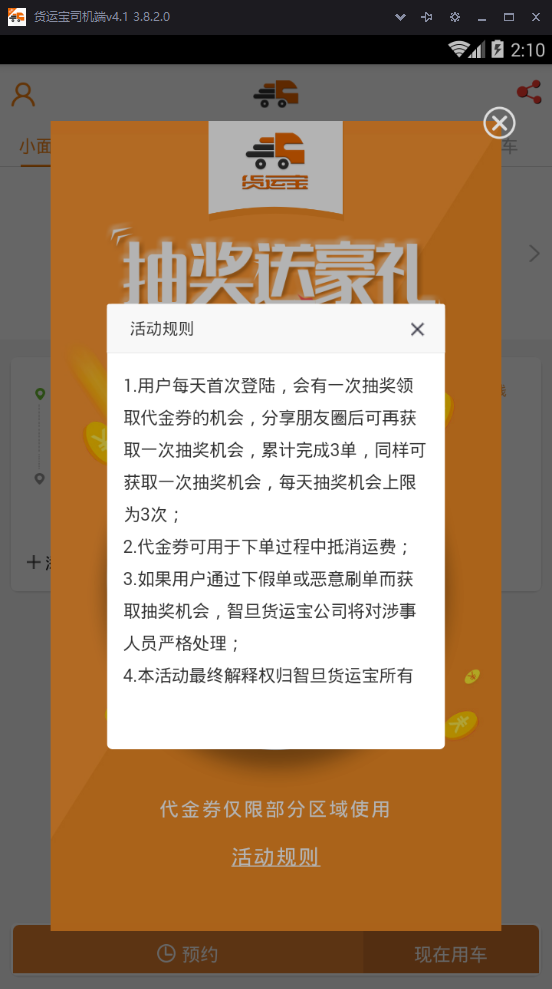 货运宝司机端v4.1 3.8.2.0
2:10
小面
车
货运宝
抽奖送豪礼
活动规则
1.用户每天首次登陆，会有一次抽奖领
取代金券的机会，分享朋友圈后可再获
取一次抽奖机会，累计完成3单，同样可
获取一次抽奖机会，每天抽奖机会上限
为3次；
2.代金券可用于下单过程中抵消运费；
3.如果用户通过下假单或恶意刷单而获
取抽奖机会，智旦货运宝公司将对涉事
人员严格处理；
4.本活动最终解释权归智旦货运宝所有
代金券仅限部分区域使用
活动规则
预约
现在用车